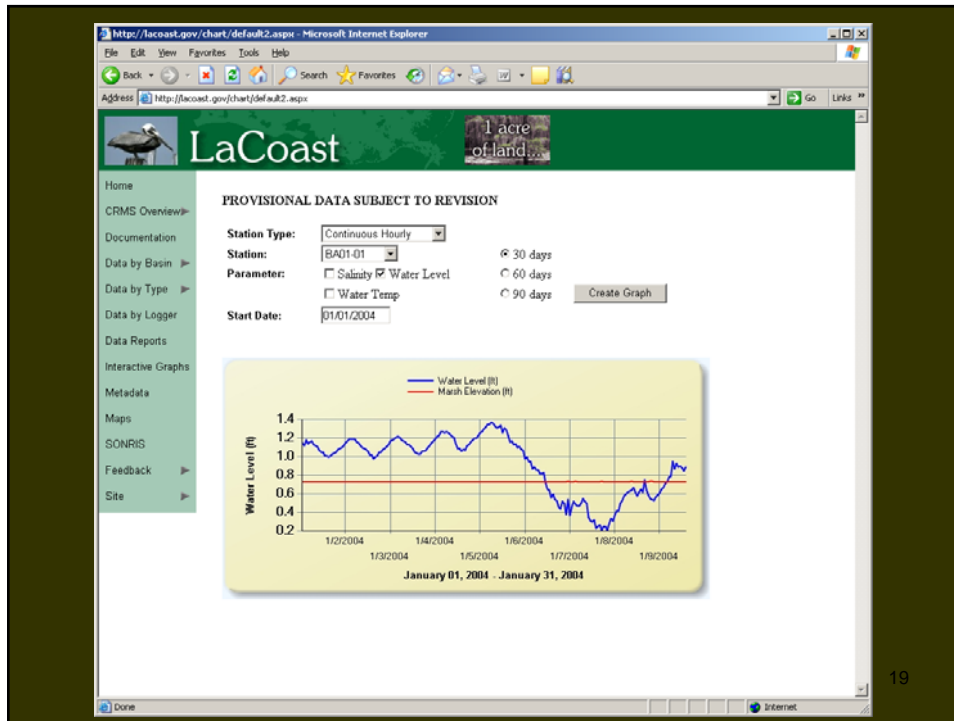 http://lacoast.gov/chart/default2.aspx - Microsoft Internet Explorer
File Edit View Favorites Tools Help
Back Search Favorites
Address http://lacoast.gov/chart/default2.aspx Go Links »
LaCoast
1 acre
of land...
Home
CRMS Overview
Documentation
Data by Basin
Data by Type
Data by Logger
Data Reports
Interactive Graphs
Metadata
Maps
SONRIS
Feedback
Site
PROVISIONAL DATA SUBJECT TO REVISION
Station Type: Continuous Hourly
Station: BA01-01 30 days
Parameter: Salinity Water Level 60 days
Water Temp 90 days Create Graph
Start Date: 01/01/2004
Water Level (ft)
Marsh Elevation (ft)
Water Level (ft)
1.4
1.2
1.0
0.8
0.6
0.4
0.2
1/2/2004 1/4/2004 1/6/2004 1/8/2004
1/3/2004 1/5/2004 1/7/2004 1/9/2004
January 01, 2004 - January 31, 2004
19
Done Internet